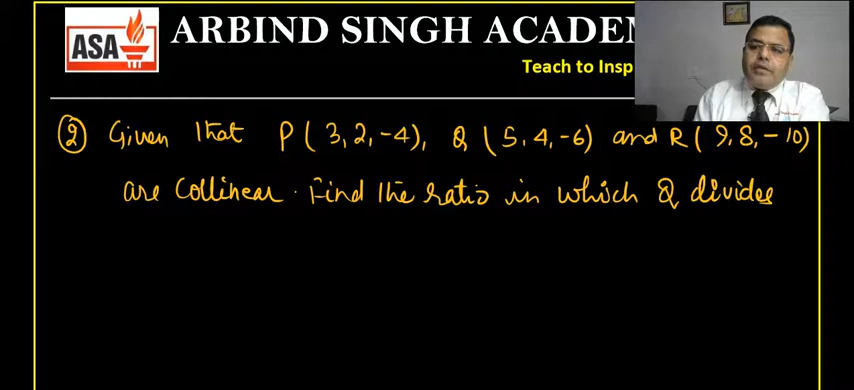 ASA
ARBIND SINGH ACADEM
Teach to Insp
② Given that P(3, 2, -4), Q(5, 4, -6) and R(9, 8, -10)
are Collinear. Find the ratio in which Q divides